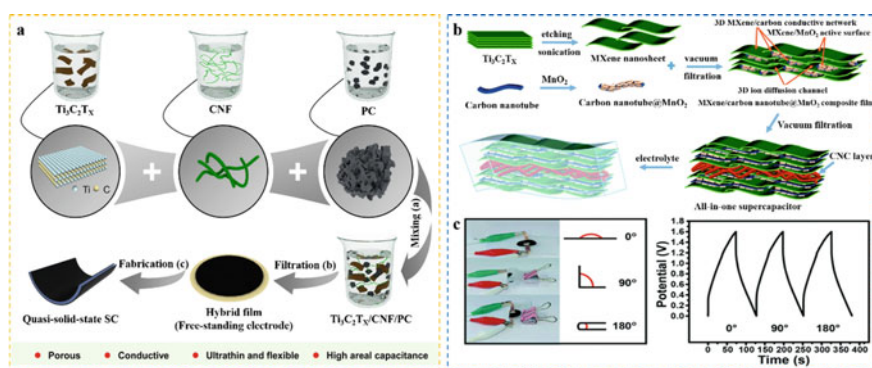 a
Ti₃C₂Tₓ
CNF
PC
Ti C
Mixing (a)
Fabrication (c)
Filtration (b)
Quasi-solid-state SC
Hybrid film
(Free-standing electrode)
Ti₃C₂Tₓ/CNF/PC
Porous
Conductive
Ultrathin and flexible
High areal capacitance
b
Ti₃C₂Tₓ
etching
sonication
MXene nanosheet
Carbon nanotube
MnO₂
Carbon nanotube@MnO₂
vacuum
filtration
3D MXene/carbon conductive network
MXene/MnO₂ active surface
3D ion diffusion channel
MXene/carbon nanotube@MnO₂ composite film
Vacuum filtration
CNC layer
electrolyte
All-in-one supercapacitor
c
0°
90°
180°
Potential (V)
1.8
1.6
1.4
1.2
1.0
0.8
0.6
0.4
0.2
0.0
0° 90° 180°
0 50 100 150 200 250 300 350 400
Time (s)